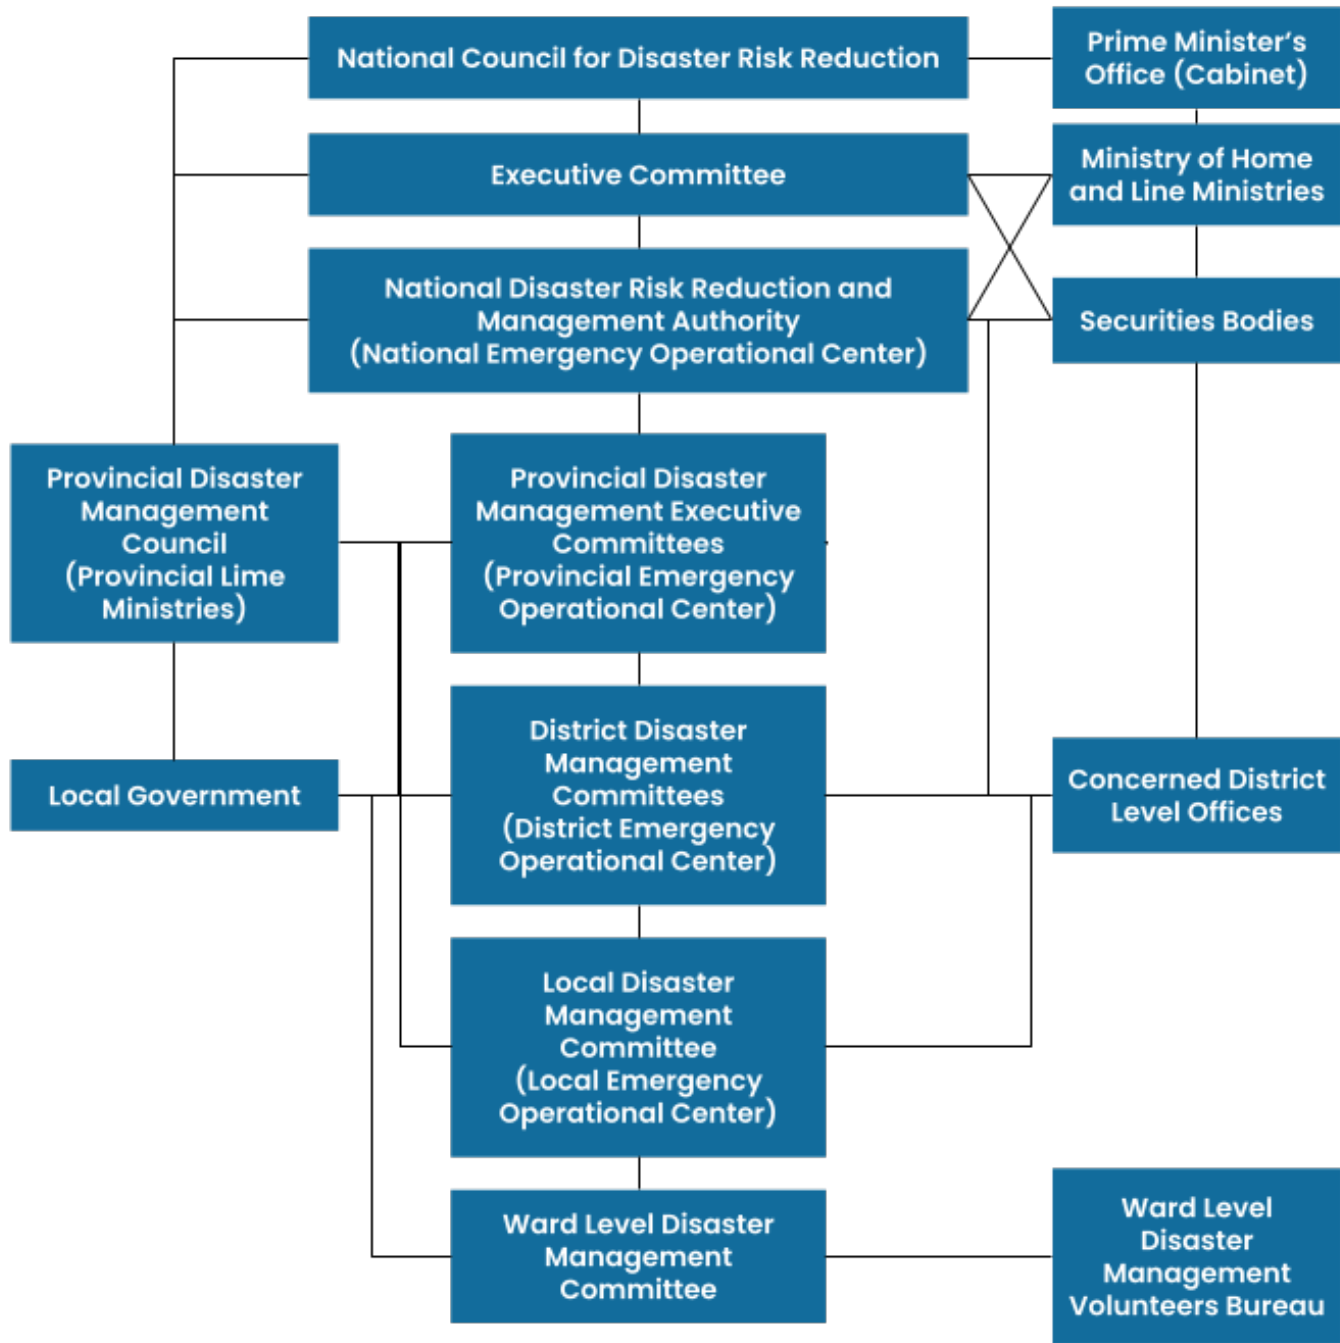 National Council for Disaster Risk Reduction
Prime Minister's
Office (Cabinet)
Executive Committee
Ministry of Home
and Line Ministries
National Disaster Risk Reduction and
Management Authority
(National Emergency Operational Center)
Securities Bodies
Provincial Disaster
Management
Council
(Provincial Lime
Ministries)
Provincial Disaster
Management Executive
Committees
(Provincial Emergency
Operational Center)
Local Government
District Disaster
Management
Committees
(District Emergency
Operational Center)
Concerned District
Level Offices
Local Disaster
Management
Committee
(Local Emergency
Operational Center)
Ward Level Disaster
Management
Committee
Ward Level
Disaster
Management
Volunteers Bureau